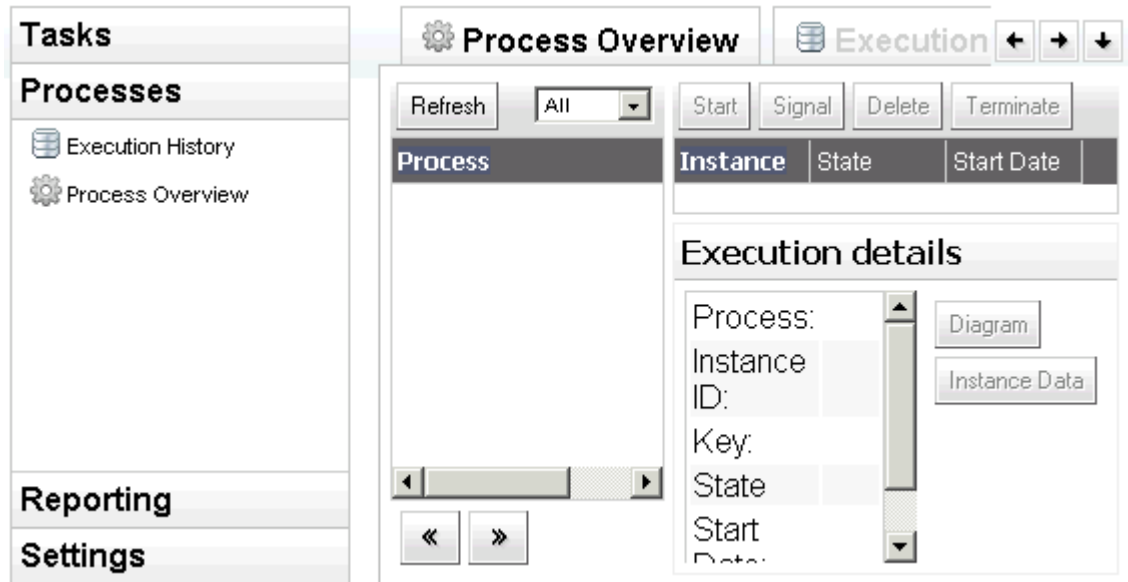 Tasks
Processes
Execution History
Process Overview
Reporting
Settings
Process Overview
Execution
Refresh
All
Start
Signal
Delete
Terminate
Process
Instance
State
Start Date
Execution details
Process:
Instance
ID:
Key:
State
Start
Date:
Diagram
Instance Data
«
»